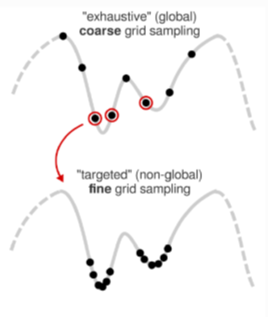 "exhaustive" (global)
coarse grid sampling
"targeted" (non-global)
fine grid sampling